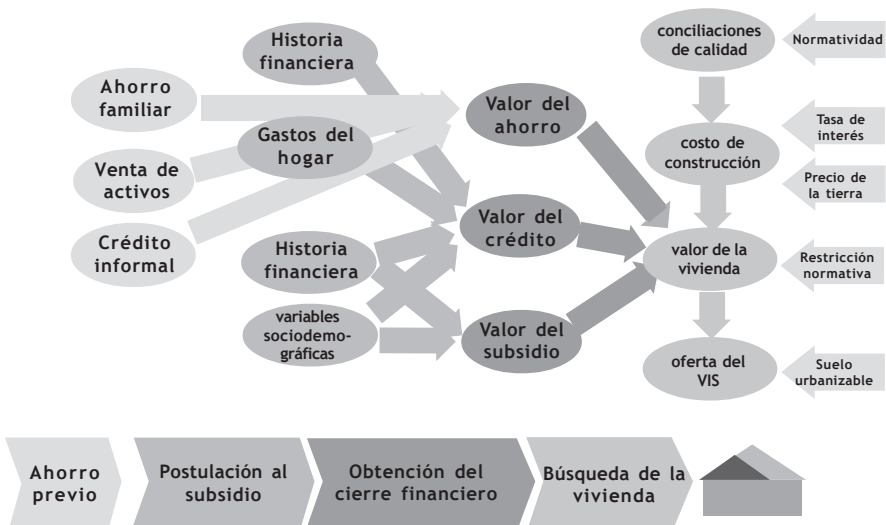 Historia
financiera
conciliaciones
de calidad
Normatividad
Ahorro
familiar
Valor del
ahorro
Tasa de
interés
Gastos del
hogar
costo de
construcción
Venta de
activos
Precio de
la tierra
Valor del
crédito
Crédito
informal
Historia
financiera
valor de la
vivienda
Restricción
normativa
variables
sociodemo-
gráficas
Valor del
subsidio
oferta del
VIS
Suelo
urbanizable
Ahorro
previo
Postulación al
subsidio
Obtención del
cierre financiero
Búsqueda de la
vivienda